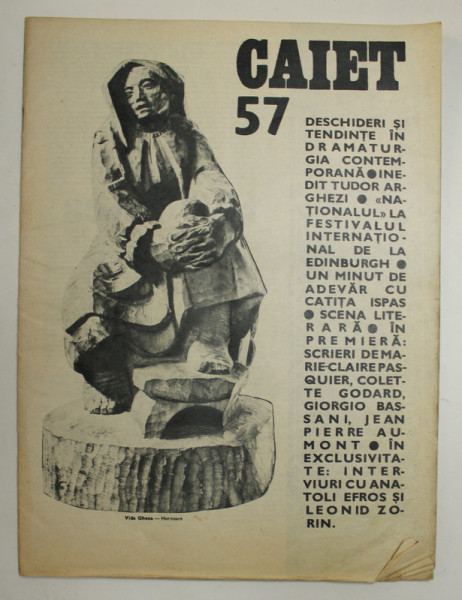 CAIET
57
DESCHIDERI ȘI
TENDINȚE ÎN
DRAMATUR-
GIA CONTEM-
PORANĂ ● INE-
DIT TUDOR AR-
GHEZI ● «NA-
ȚIONALUL» LA
FESTIVALUL
INTERNAȚIO-
NAL DE LA
EDINBURGH ●
UN MINUT DE
ADEVĂR CU
CATIȚA ISPAS
● SCENA LITE-
RARĂ ● ÎN
PREMIERĂ:
SCRIERI DE MA-
RIE-CLAIRE PAS-
QUIER, COLET-
TE GODARD,
GIORGIO BAS-
SANI, JEAN
PIERRE AU-
MONT ● ÎN
EXCLUSIVITA-
TE: INTER-
VIURI CU ANA-
TOLI EFROS ȘI
LEONID ZO-
RIN.
Vida Gheza —